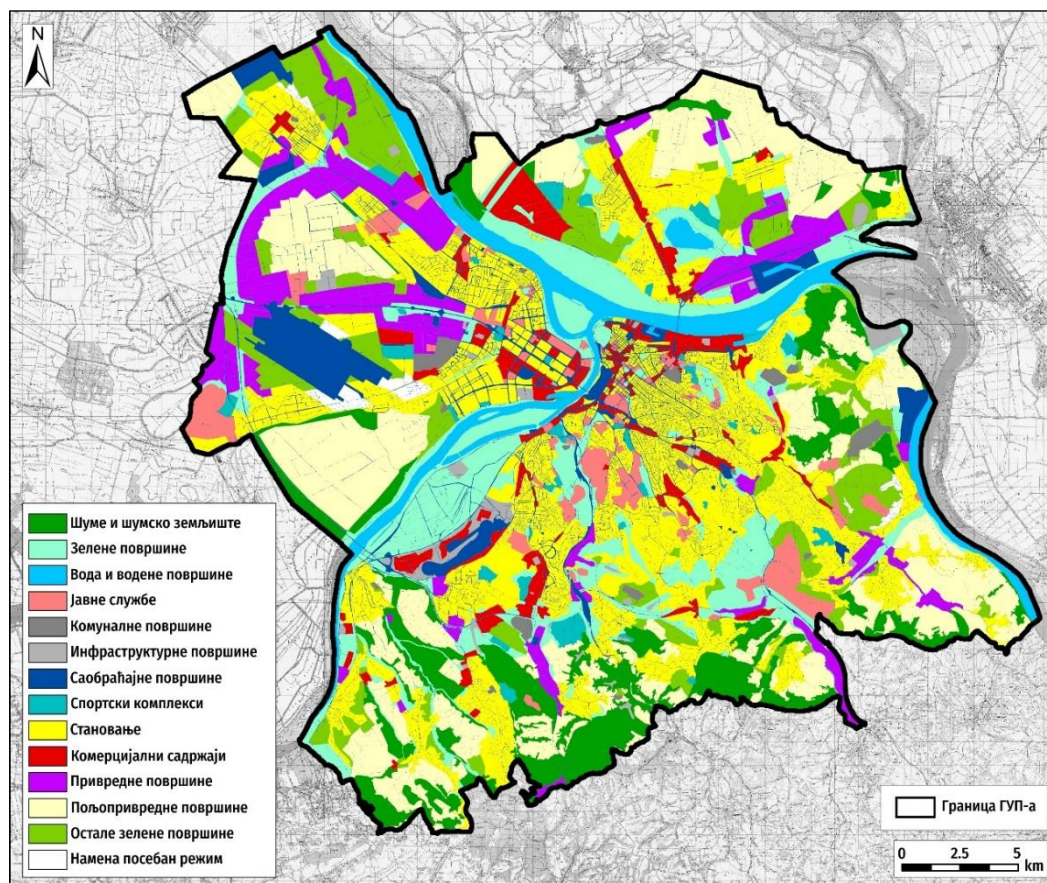 N
Шуме и шумско земљиште
Зелене површине
Вода и водене површине
Јавне службе
Комуналне површине
Инфраструктурне површине
Саобраћајне површине
Спортски комплекси
Становање
Комерцијални садржаји
Привредне површине
Пољопривредне површине
Остале зелене површине
Намена посебан режим
Граница ГУП-а
0 2.5 5
km